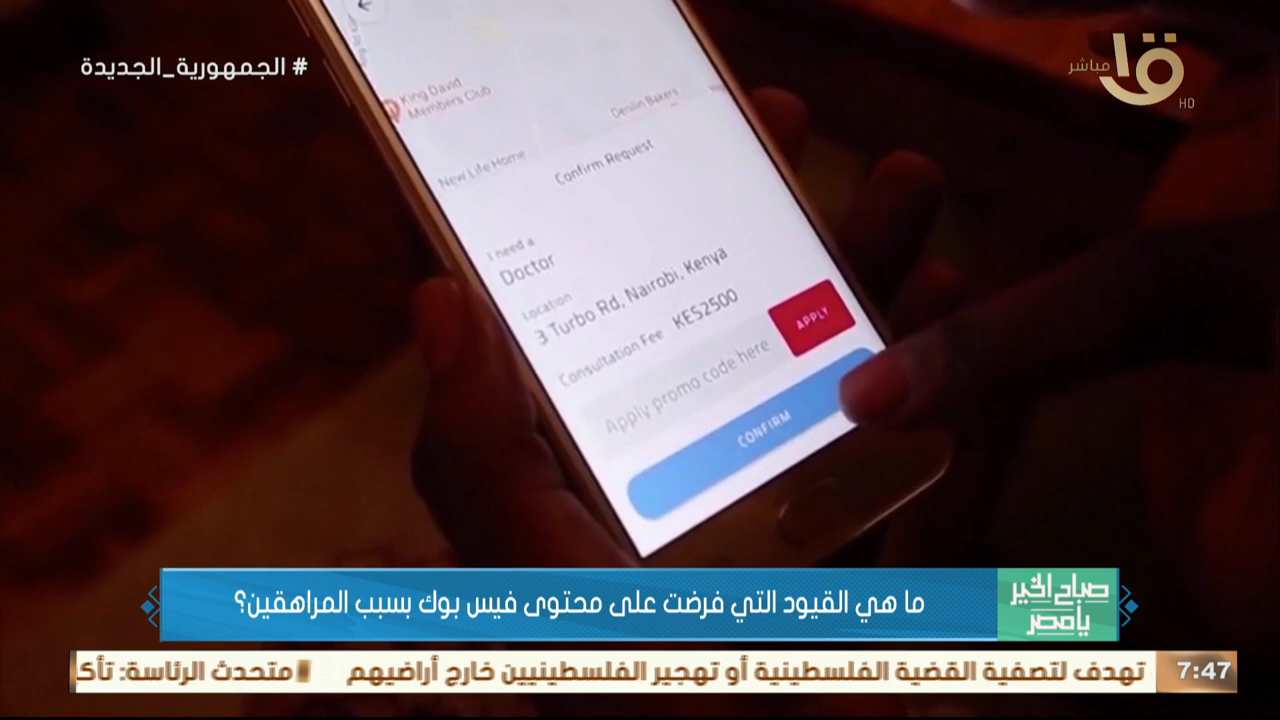 # الجمهورية_الجديدة
مباشر
HD
King David
Members Club
Denlin Bakers
New Life Home
Confirm Request
I need a
Doctor
Location
3 Turbo Rd, Nairobi, Kenya
Consultation Fee KES2500
Apply promo code here
APPLY
CONFIRM
صباح الخير
يا مصر
ما هي القيود التي فرضت على محتوى فيس بوك بسبب المراهقين؟
7:47
تهدف لتصفية القضية الفلسطينية أو تهجير الفلسطينيين خارج أراضيهم
متحدث الرئاسة: تأك